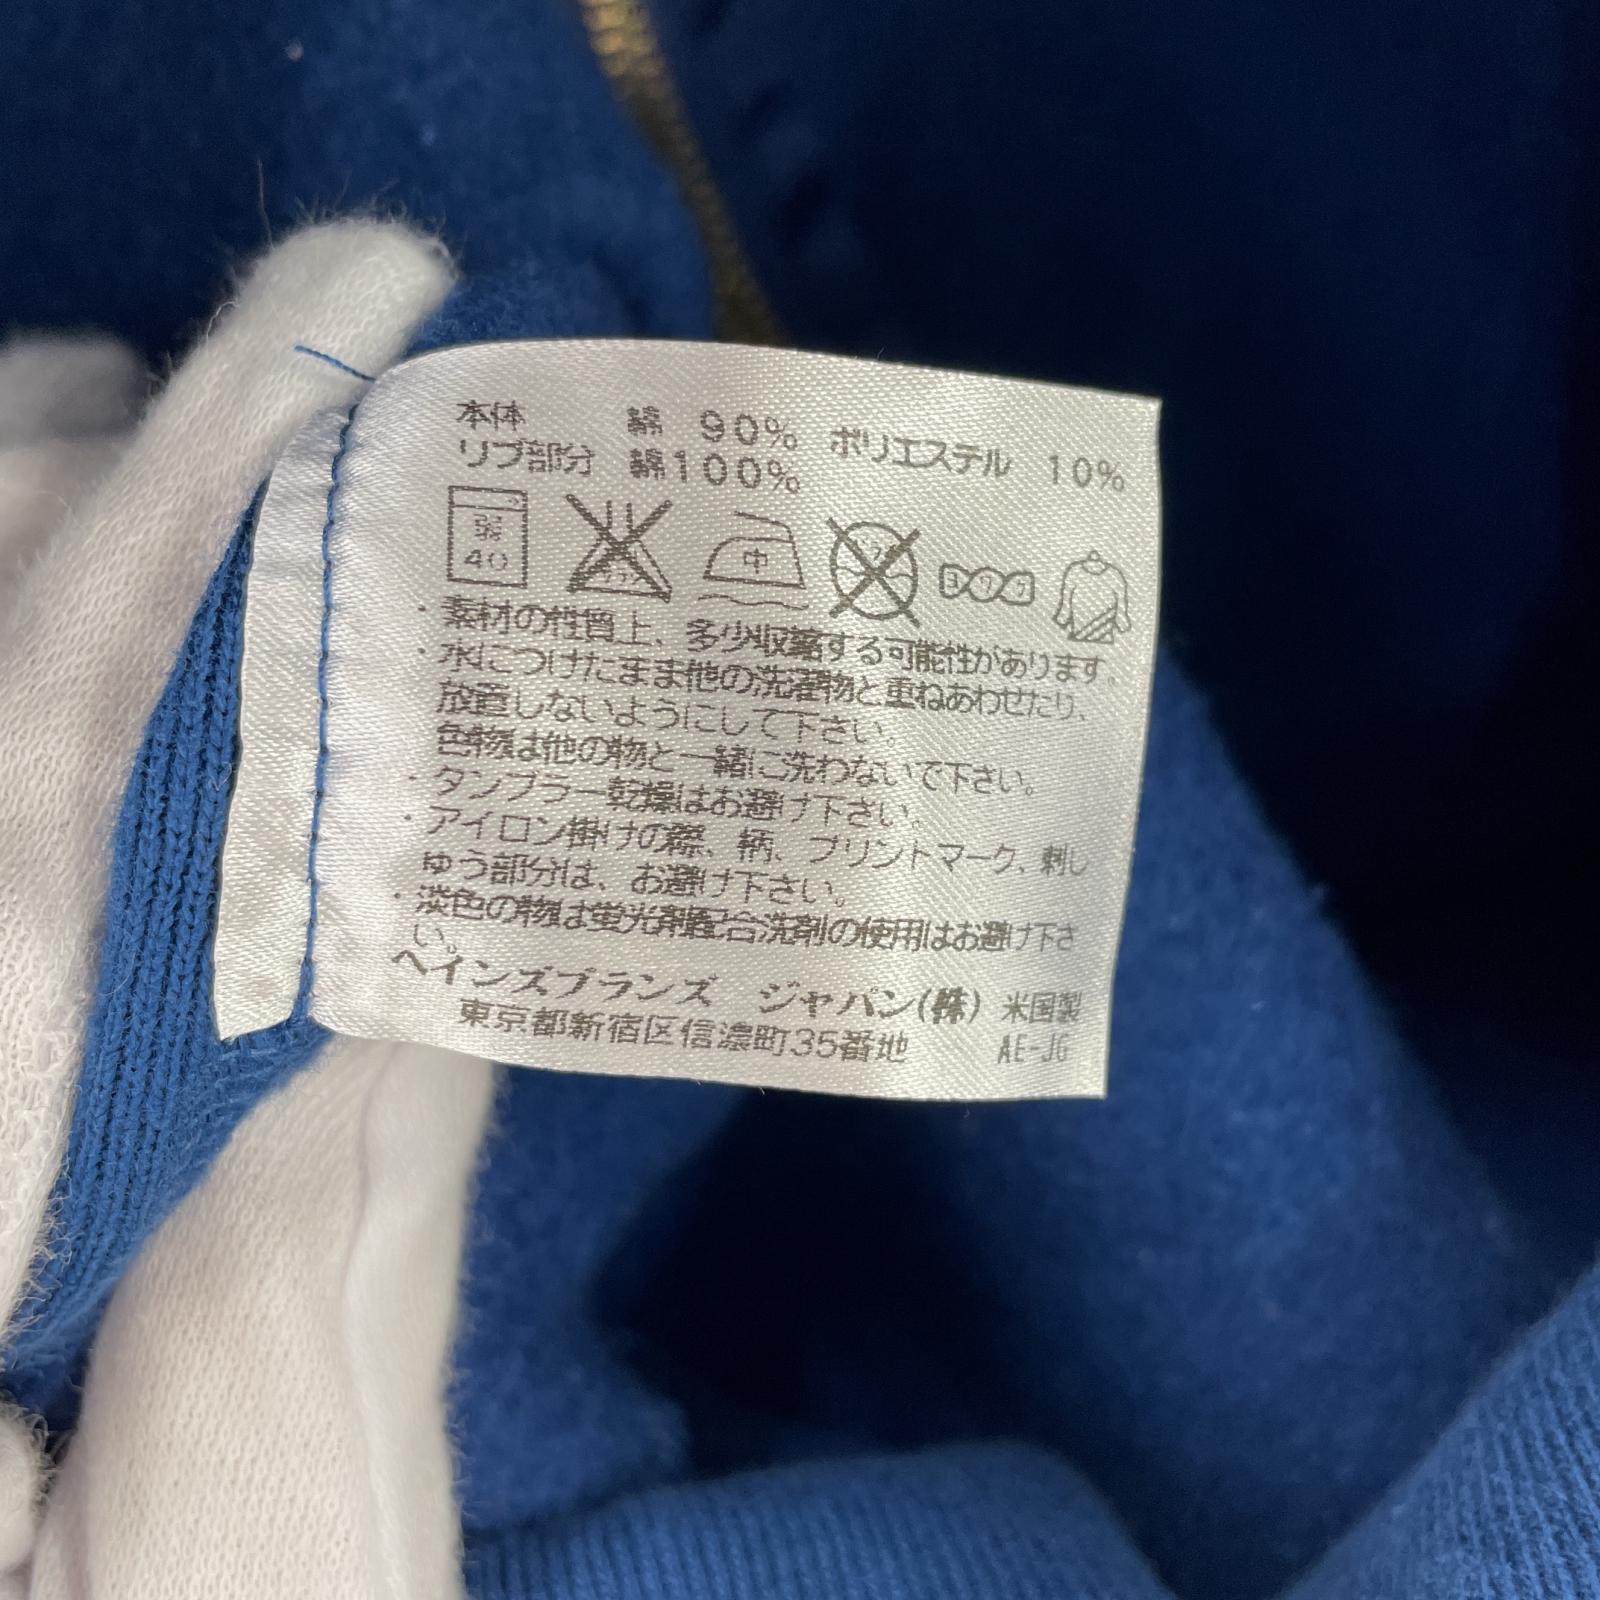 本体 綿 90% ポリエステル 10%
リブ部分 綿100%
弱 40 中
・素材の性質上、多少収縮する可能性があります。
・水につけたまま他の洗濯物と重ねあわせたり、
放置しないようにして下さい。
色物は他の物と一緒に洗わないで下さい。
・タンブラー乾燥はお避け下さい。
・アイロン掛けの際、柄、プリントマーク、刺し
ゆう部分は、お避け下さい。
・淡色の物は蛍光剤配合洗剤の使用はお避け下さ
い。
ヘインズブランズ ジャパン(株) 米国製
東京都新宿区信濃町35番地 AE-JG